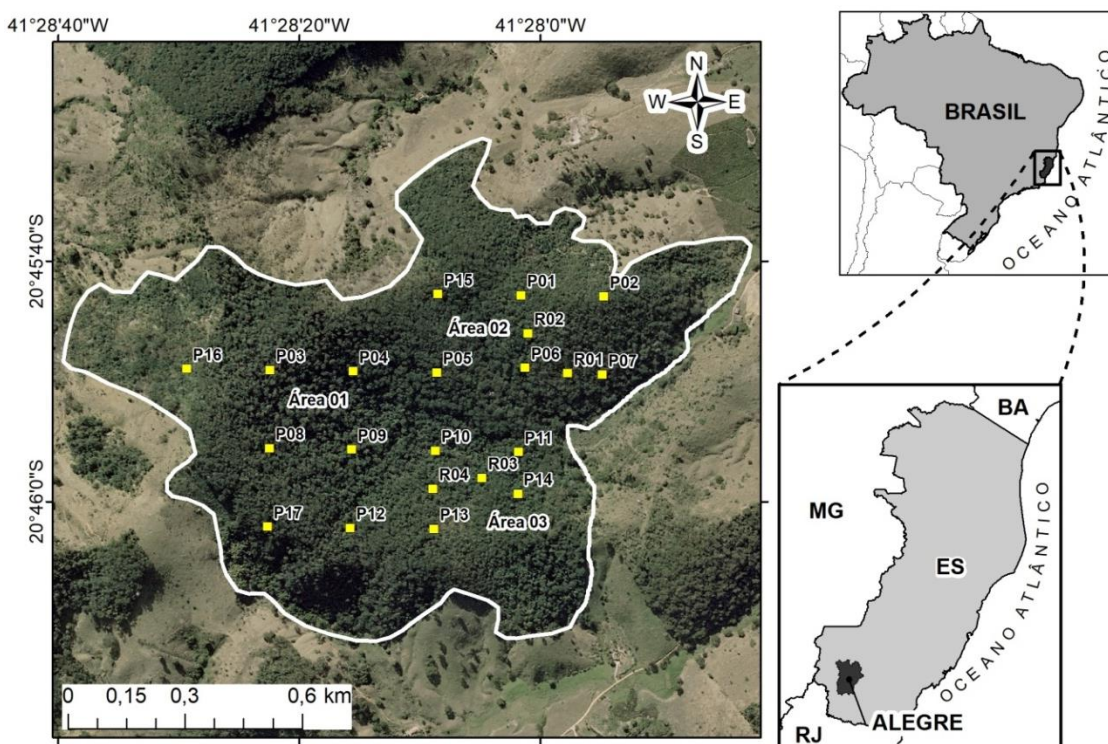 41°28'40"W
41°28'20"W
41°28'0"W
20°45'40"S
20°46'0"S
N
W
E
S
P15
P01
P02
Área 02
R02
P16
P03
P04
P05
P06
R01
P07
Área 01
P08
P09
P10
P11
R03
R04
P14
P17
P12
P13
Área 03
0
0,15
0,3
0,6 km
BRASIL
OCEANO ATLÂNTICO
BA
MG
ES
OCEANO ATLÂNTICO
ALEGRE
RJ